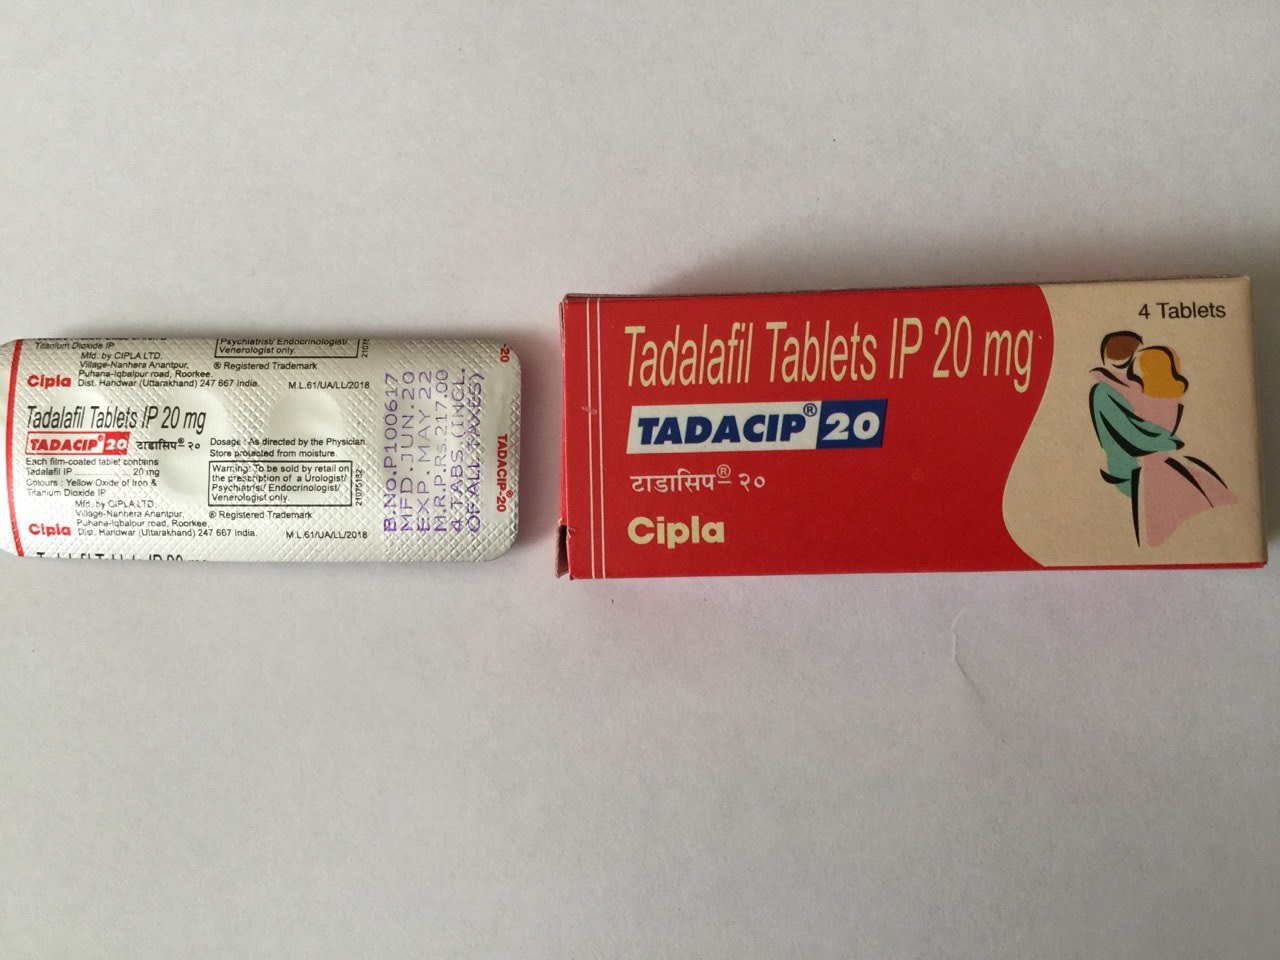 Titanium Dioxide IP
Mfd. by CIPLA LTD.
Village-Nanhera Anantpur,
Puhana-Iqbalpur road, Roorkee,
Cipla Dist. Haridwar (Uttarakhand) 247 667 India.
Psychiatrist/ Endocrinologist/
Venerologist only
® Registered Trademark
M.L.61/UA/LL/2018
Tadalafil Tablets IP 20 mg
TADACIP® 20 टाडासिप® २०
Each film-coated tablet contains
Tadalafil IP ............... 20 mg
Colours : Yellow Oxide of Iron &
Titanium Dioxide IP
Mfd. by CIPLA LTD.
Village-Nanhera Anantpur,
Puhana-Iqbalpur road, Roorkee,
Cipla Dist. Haridwar (Uttarakhand) 247 667 India.
Dosage : As directed by the Physician.
Store protected from moisture.
Warning: To be sold by retail on
the prescription of a Urologist/
Psychiatrist/ Endocrinologist/
Venerologist only.
21075182
® Registered Trademark
M.L.61/UA/LL/2018
B.No.P100617
MFD.JUN.20
EXP. MAY.22
M.R.P.Rs.217.00
4 TABS.(INCL.
OF ALL TAXES)
-20
TADACIP®-20
Tadalafil Tablets IP 20 mg
TADACIP® 20
टाडासिप® २०
Cipla
4 Tablets